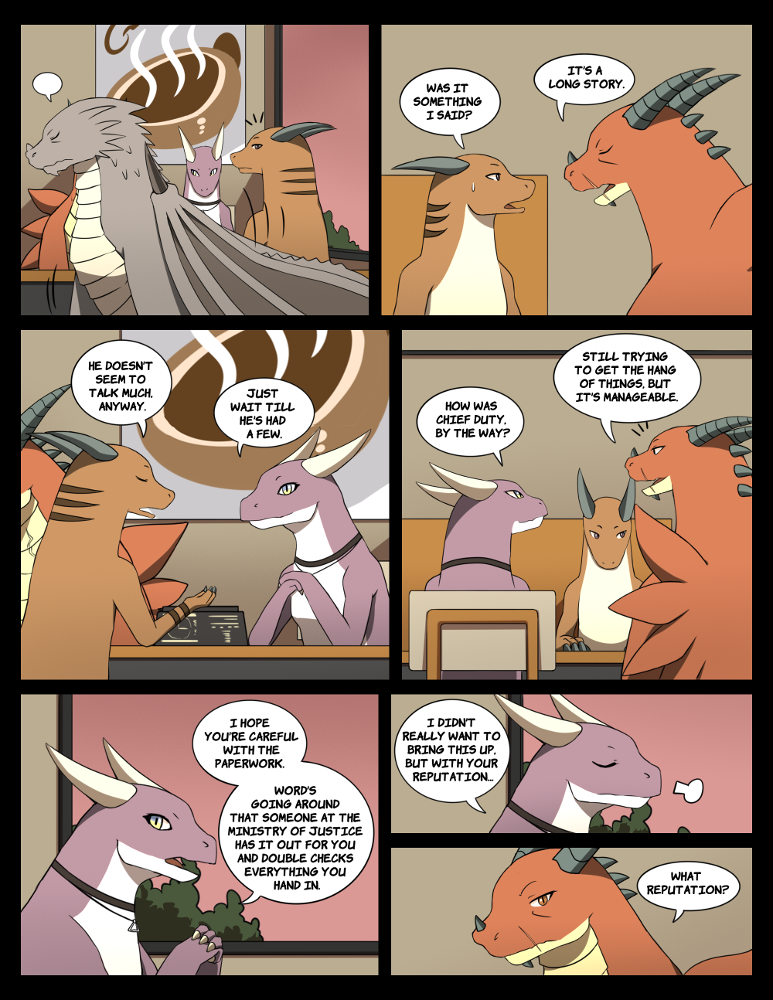 WAS IT
SOMETHING
I SAID?
IT'S A
LONG STORY.
HE DOESN'T
SEEM TO
TALK MUCH,
ANYWAY.
JUST
WAIT TILL
HE'S HAD
A FEW.
HOW WAS
CHIEF DUTY,
BY THE WAY?
STILL TRYING
TO GET THE HANG
OF THINGS, BUT
IT'S MANAGEABLE.
I HOPE
YOU'RE CAREFUL
WITH THE
PAPERWORK.
WORD'S
GOING AROUND
THAT SOMEONE AT THE
MINISTRY OF JUSTICE
HAS IT OUT FOR YOU
AND DOUBLE CHECKS
EVERYTHING YOU
HAND IN.
I DIDN'T
REALLY WANT TO
BRING THIS UP,
BUT WITH YOUR
REPUTATION...
WHAT
REPUTATION?